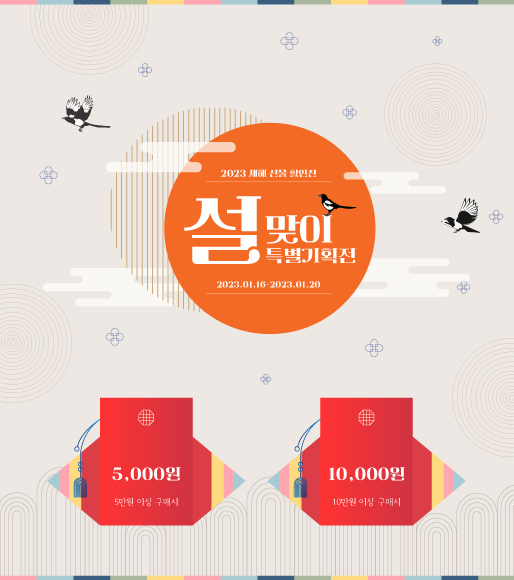 2023 새해 선물 할인전
설 맞이
특별기획전
2023.01.16-2023.01.20
5,000원
5만원 이상 구매시
10,000원
10만원 이상 구매시